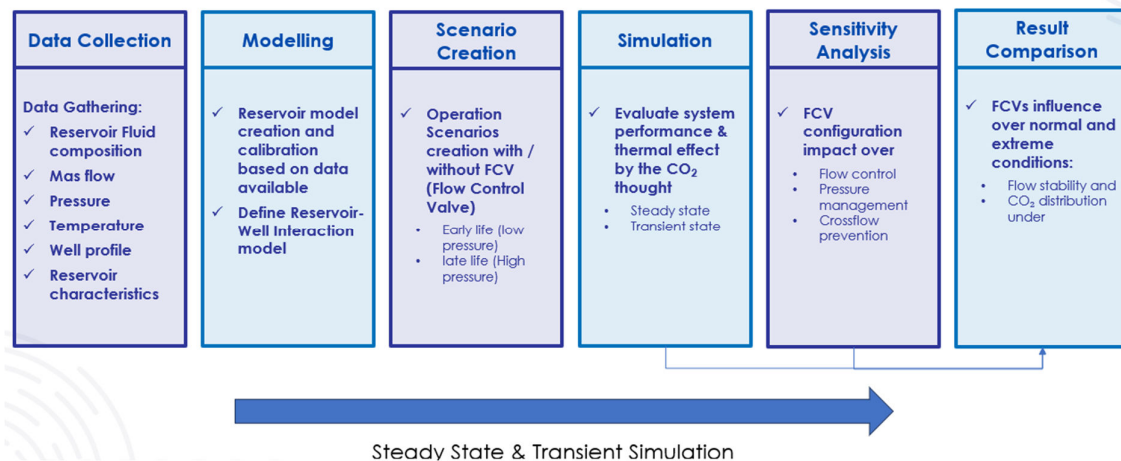 Data Collection
Data Gathering:
✓ Reservoir Fluid
composition
✓ Mas flow
✓ Pressure
✓ Temperature
✓ Well profile
✓ Reservoir
characteristics
Modelling
✓ Reservoir model
creation and
calibration
based on data
available
✓ Define Reservoir-
Well Interaction
model
Scenario
Creation
✓ Operation
Scenarios
creation with /
without FCV
(Flow Control
Valve)
• Early life (low
pressure)
• late life (High
pressure)
Simulation
✓ Evaluate system
performance &
thermal effect
by the CO₂
thought
• Steady state
• Transient state
Sensitivity
Analysis
✓ FCV
configuration
impact over
• Flow control
• Pressure
management
• Crossflow
prevention
Result
Comparison
✓ FCVs influence
over normal and
extreme
conditions:
• Flow stability and
• CO₂ distribution
under
Steady State & Transient Simulation